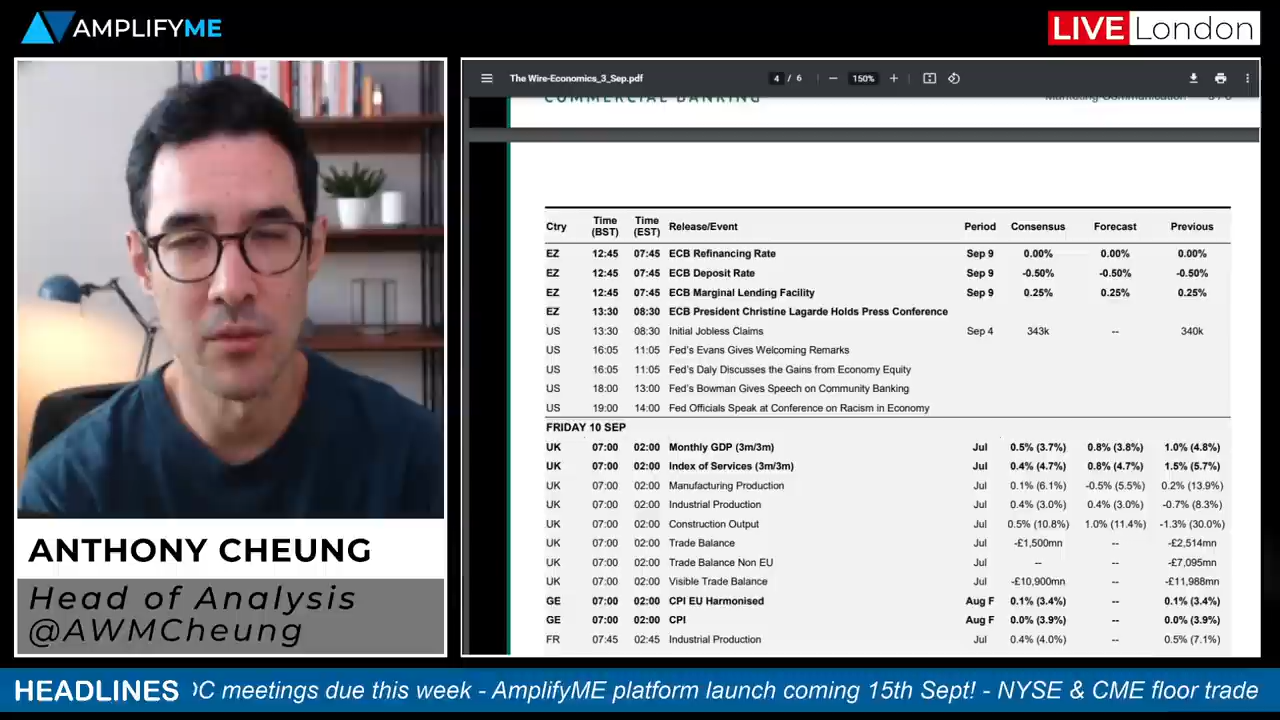 AMPLIFYME
LIVE London
The Wire-Economics_3_Sep.pdf
4 / 6
150%
COMMERCIAL BANKING
Ctry Time (BST) Time (EST) Release/Event Period Consensus Forecast Previous
EZ 12:45 07:45 ECB Refinancing Rate Sep 9 0.00% 0.00% 0.00%
EZ 12:45 07:45 ECB Deposit Rate Sep 9 -0.50% -0.50% -0.50%
EZ 12:45 07:45 ECB Marginal Lending Facility Sep 9 0.25% 0.25% 0.25%
EZ 13:30 08:30 ECB President Christine Lagarde Holds Press Conference
US 13:30 08:30 Initial Jobless Claims Sep 4 343k -- 340k
US 16:05 11:05 Fed's Evans Gives Welcoming Remarks
US 16:05 11:05 Fed's Daly Discusses the Gains from Economy Equity
US 18:00 13:00 Fed's Bowman Gives Speech on Community Banking
US 19:00 14:00 Fed Officials Speak at Conference on Racism in Economy
FRIDAY 10 SEP
UK 07:00 02:00 Monthly GDP (3m/3m) Jul 0.5% (3.7%) 0.8% (3.8%) 1.0% (4.8%)
UK 07:00 02:00 Index of Services (3m/3m) Jul 0.4% (4.7%) 0.8% (4.7%) 1.5% (5.7%)
UK 07:00 02:00 Manufacturing Production Jul 0.1% (6.1%) -0.5% (5.5%) 0.2% (13.9%)
UK 07:00 02:00 Industrial Production Jul 0.4% (3.0%) 0.4% (3.0%) -0.7% (8.3%)
UK 07:00 02:00 Construction Output Jul 0.5% (10.8%) 1.0% (11.4%) -1.3% (30.0%)
UK 07:00 02:00 Trade Balance Jul -£1,500mn -- -£2,514mn
UK 07:00 02:00 Trade Balance Non EU Jul -- -- -£7,095mn
UK 07:00 02:00 Visible Trade Balance Jul -£10,900mn -- -£11,988mn
GE 07:00 02:00 CPI EU Harmonised Aug F 0.1% (3.4%) -- 0.1% (3.4%)
GE 07:00 02:00 CPI Aug F 0.0% (3.9%) -- 0.0% (3.9%)
FR 07:45 02:45 Industrial Production Jul 0.4% (4.0%) -- 0.5% (7.1%)
ANTHONY CHEUNG
Head of Analysis
@AWMCheung
HEADLINES C meetings due this week - AmplifyME platform launch coming 15th Sept! - NYSE & CME floor trade